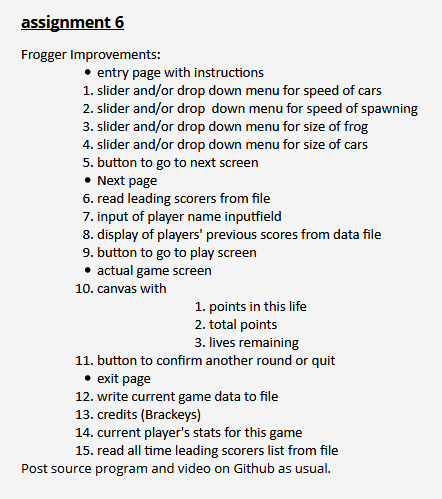 assignment 6
Frogger Improvements:
• entry page with instructions
1. slider and/or drop down menu for speed of cars
2. slider and/or drop down menu for speed of spawning
3. slider and/or drop down menu for size of frog
4. slider and/or drop down menu for size of cars
5. button to go to next screen
• Next page
6. read leading scorers from file
7. input of player name inputfield
8. display of players' previous scores from data file
9. button to go to play screen
• actual game screen
10. canvas with
1. points in this life
2. total points
3. lives remaining
11. button to confirm another round or quit
• exit page
12. write current game data to file
13. credits (Brackeys)
14. current player's stats for this game
15. read all time leading scorers list from file
Post source program and video on Github as usual.